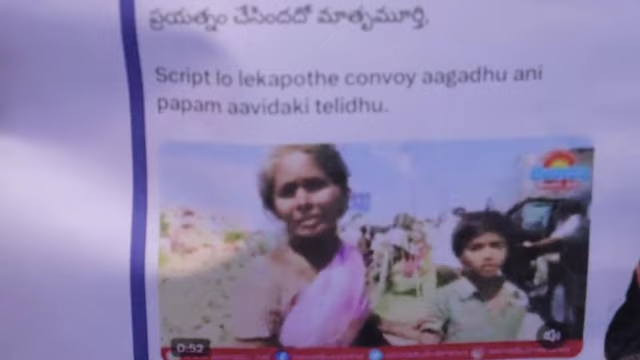 ప్రయత్నం చేసిందదో మాతృమూర్తి.
Script lo lekapothe convoy aagadhu ani
papam aavidaki telidhu.
0:52